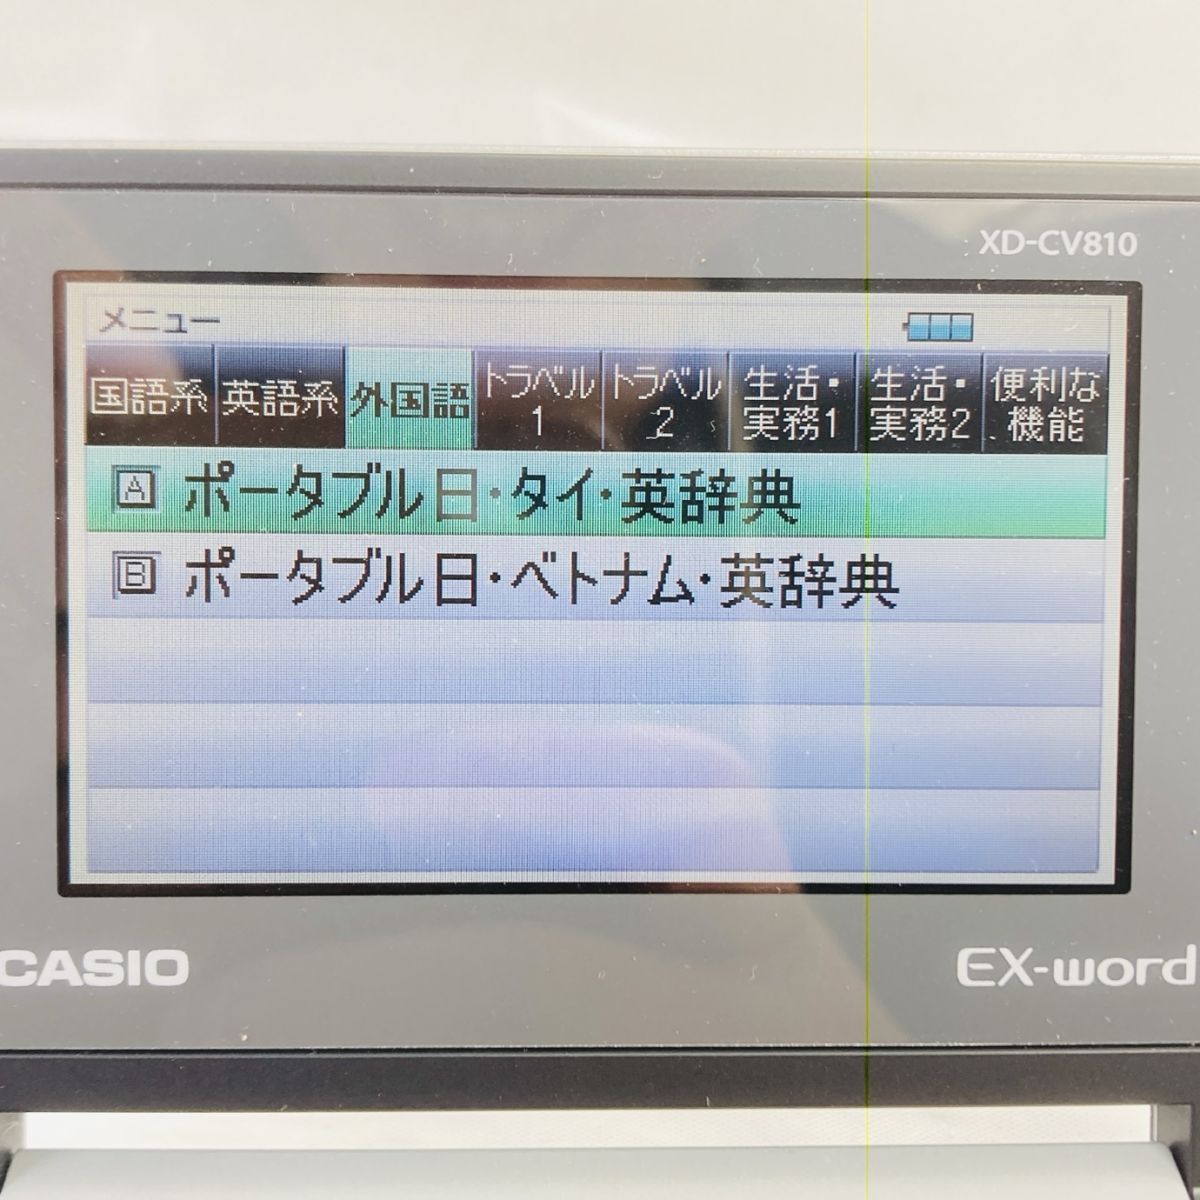 XD-CV810
メニュー
国語系 英語系 外国語 トラベル1 トラベル2 生活・実務1 生活・実務2 便利な機能
A ポータブル日・タイ・英辞典
B ポータブル日・ベトナム・英辞典
CASIO EX-word